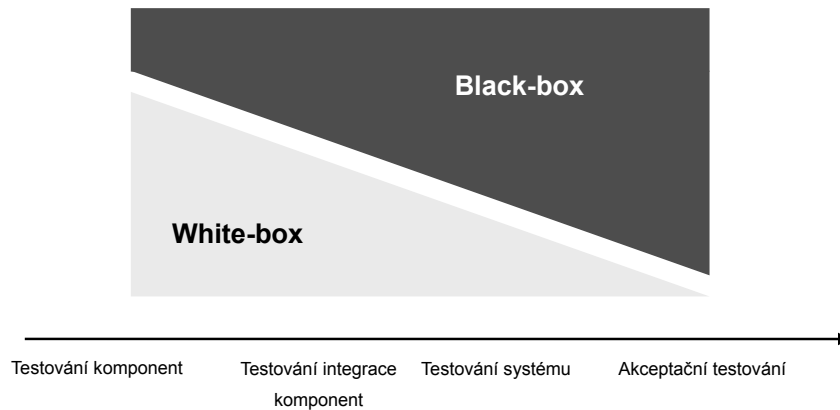 Black-box
White-box
Testování komponent
Testování integrace
komponent
Testování systému
Akceptační testování